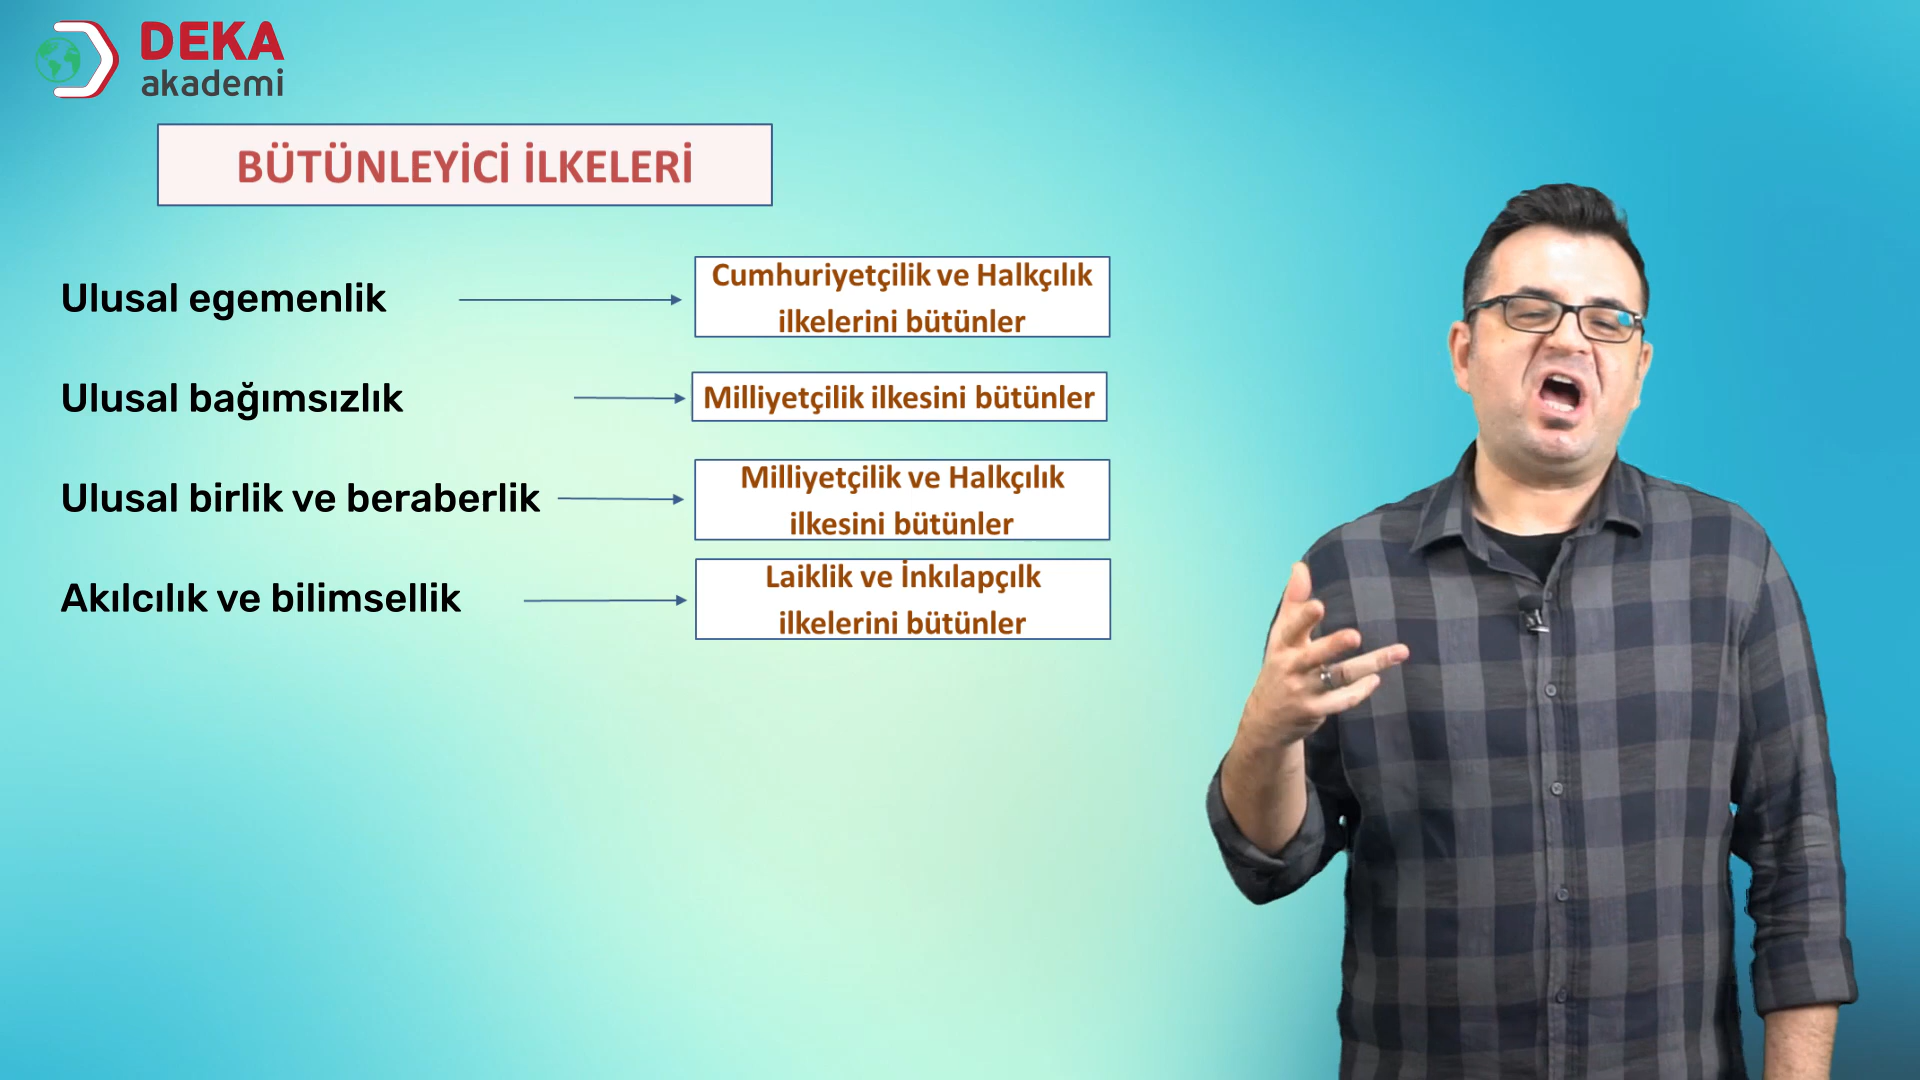 DEKA
akademi
BÜTÜNLEYİCİ İLKELERİ
Ulusal egemenlik
Cumhuriyetçilik ve Halkçılık
ilkelerini bütünler
Ulusal bağımsızlık
Milliyetçilik ilkesini bütünler
Ulusal birlik ve beraberlik
Milliyetçilik ve Halkçılık
ilkesini bütünler
Akılcılık ve bilimsellik
Laiklik ve İnkılapçılk
ilkelerini bütünler